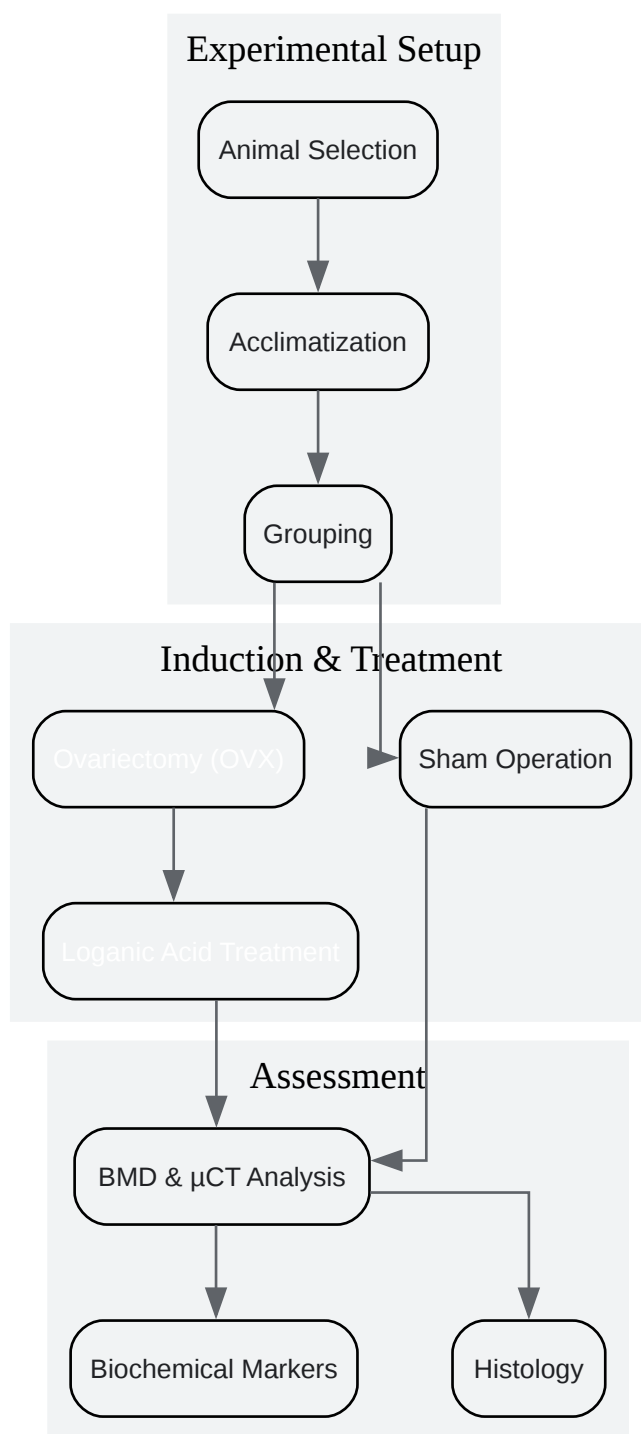 Experimental Setup
Animal Selection
Acclimatization
Grouping
Induction & Treatment
Ovariectomy (OVX)
Sham Operation
Loganic Acid Treatment
Assessment
BMD & µCT Analysis
Biochemical Markers
Histology